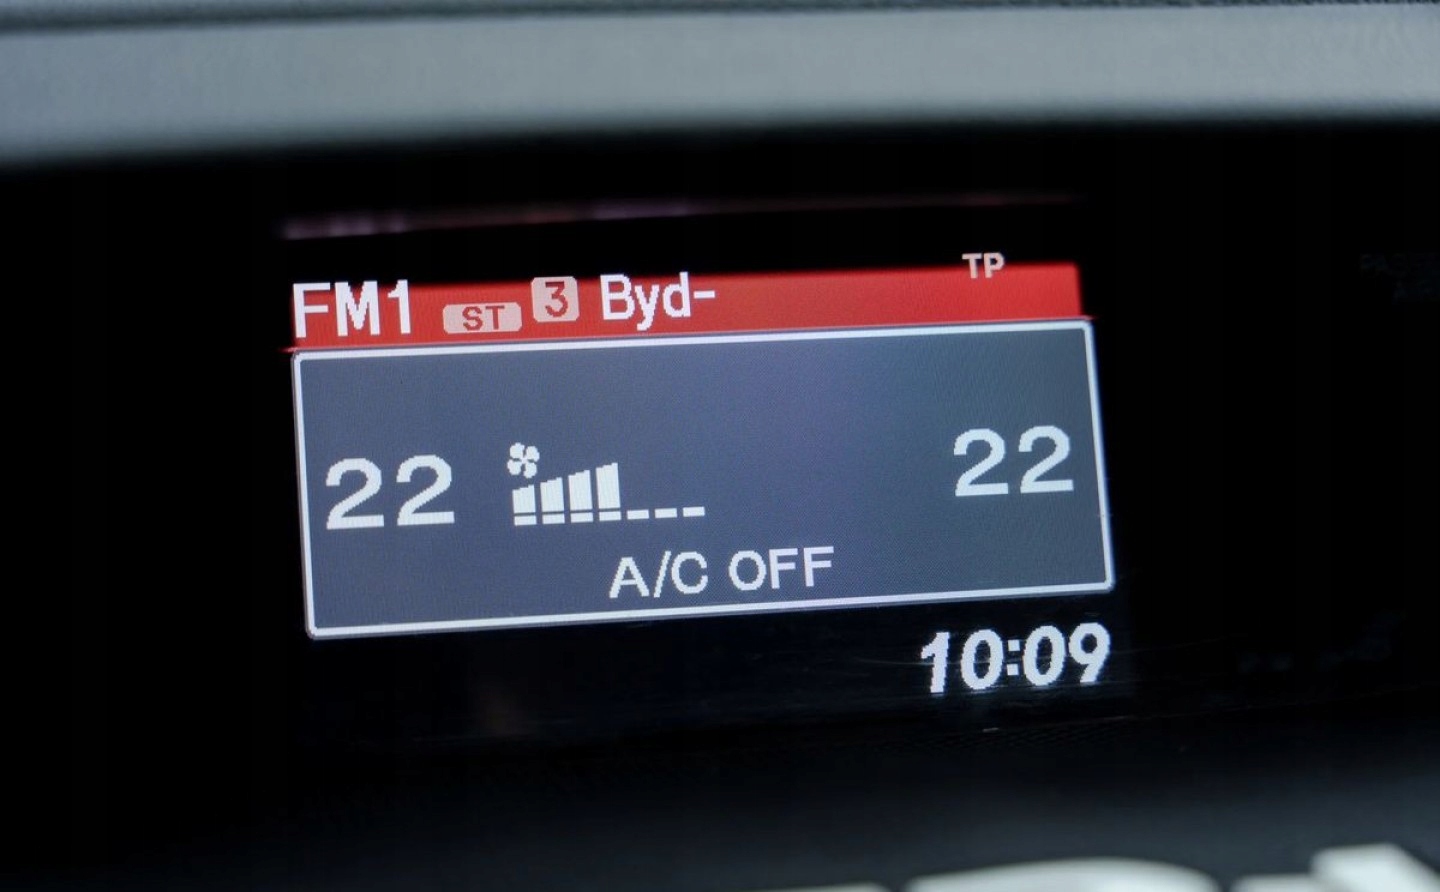 FM1 ST 3 Byd- TP
22 22
A/C OFF
10:09